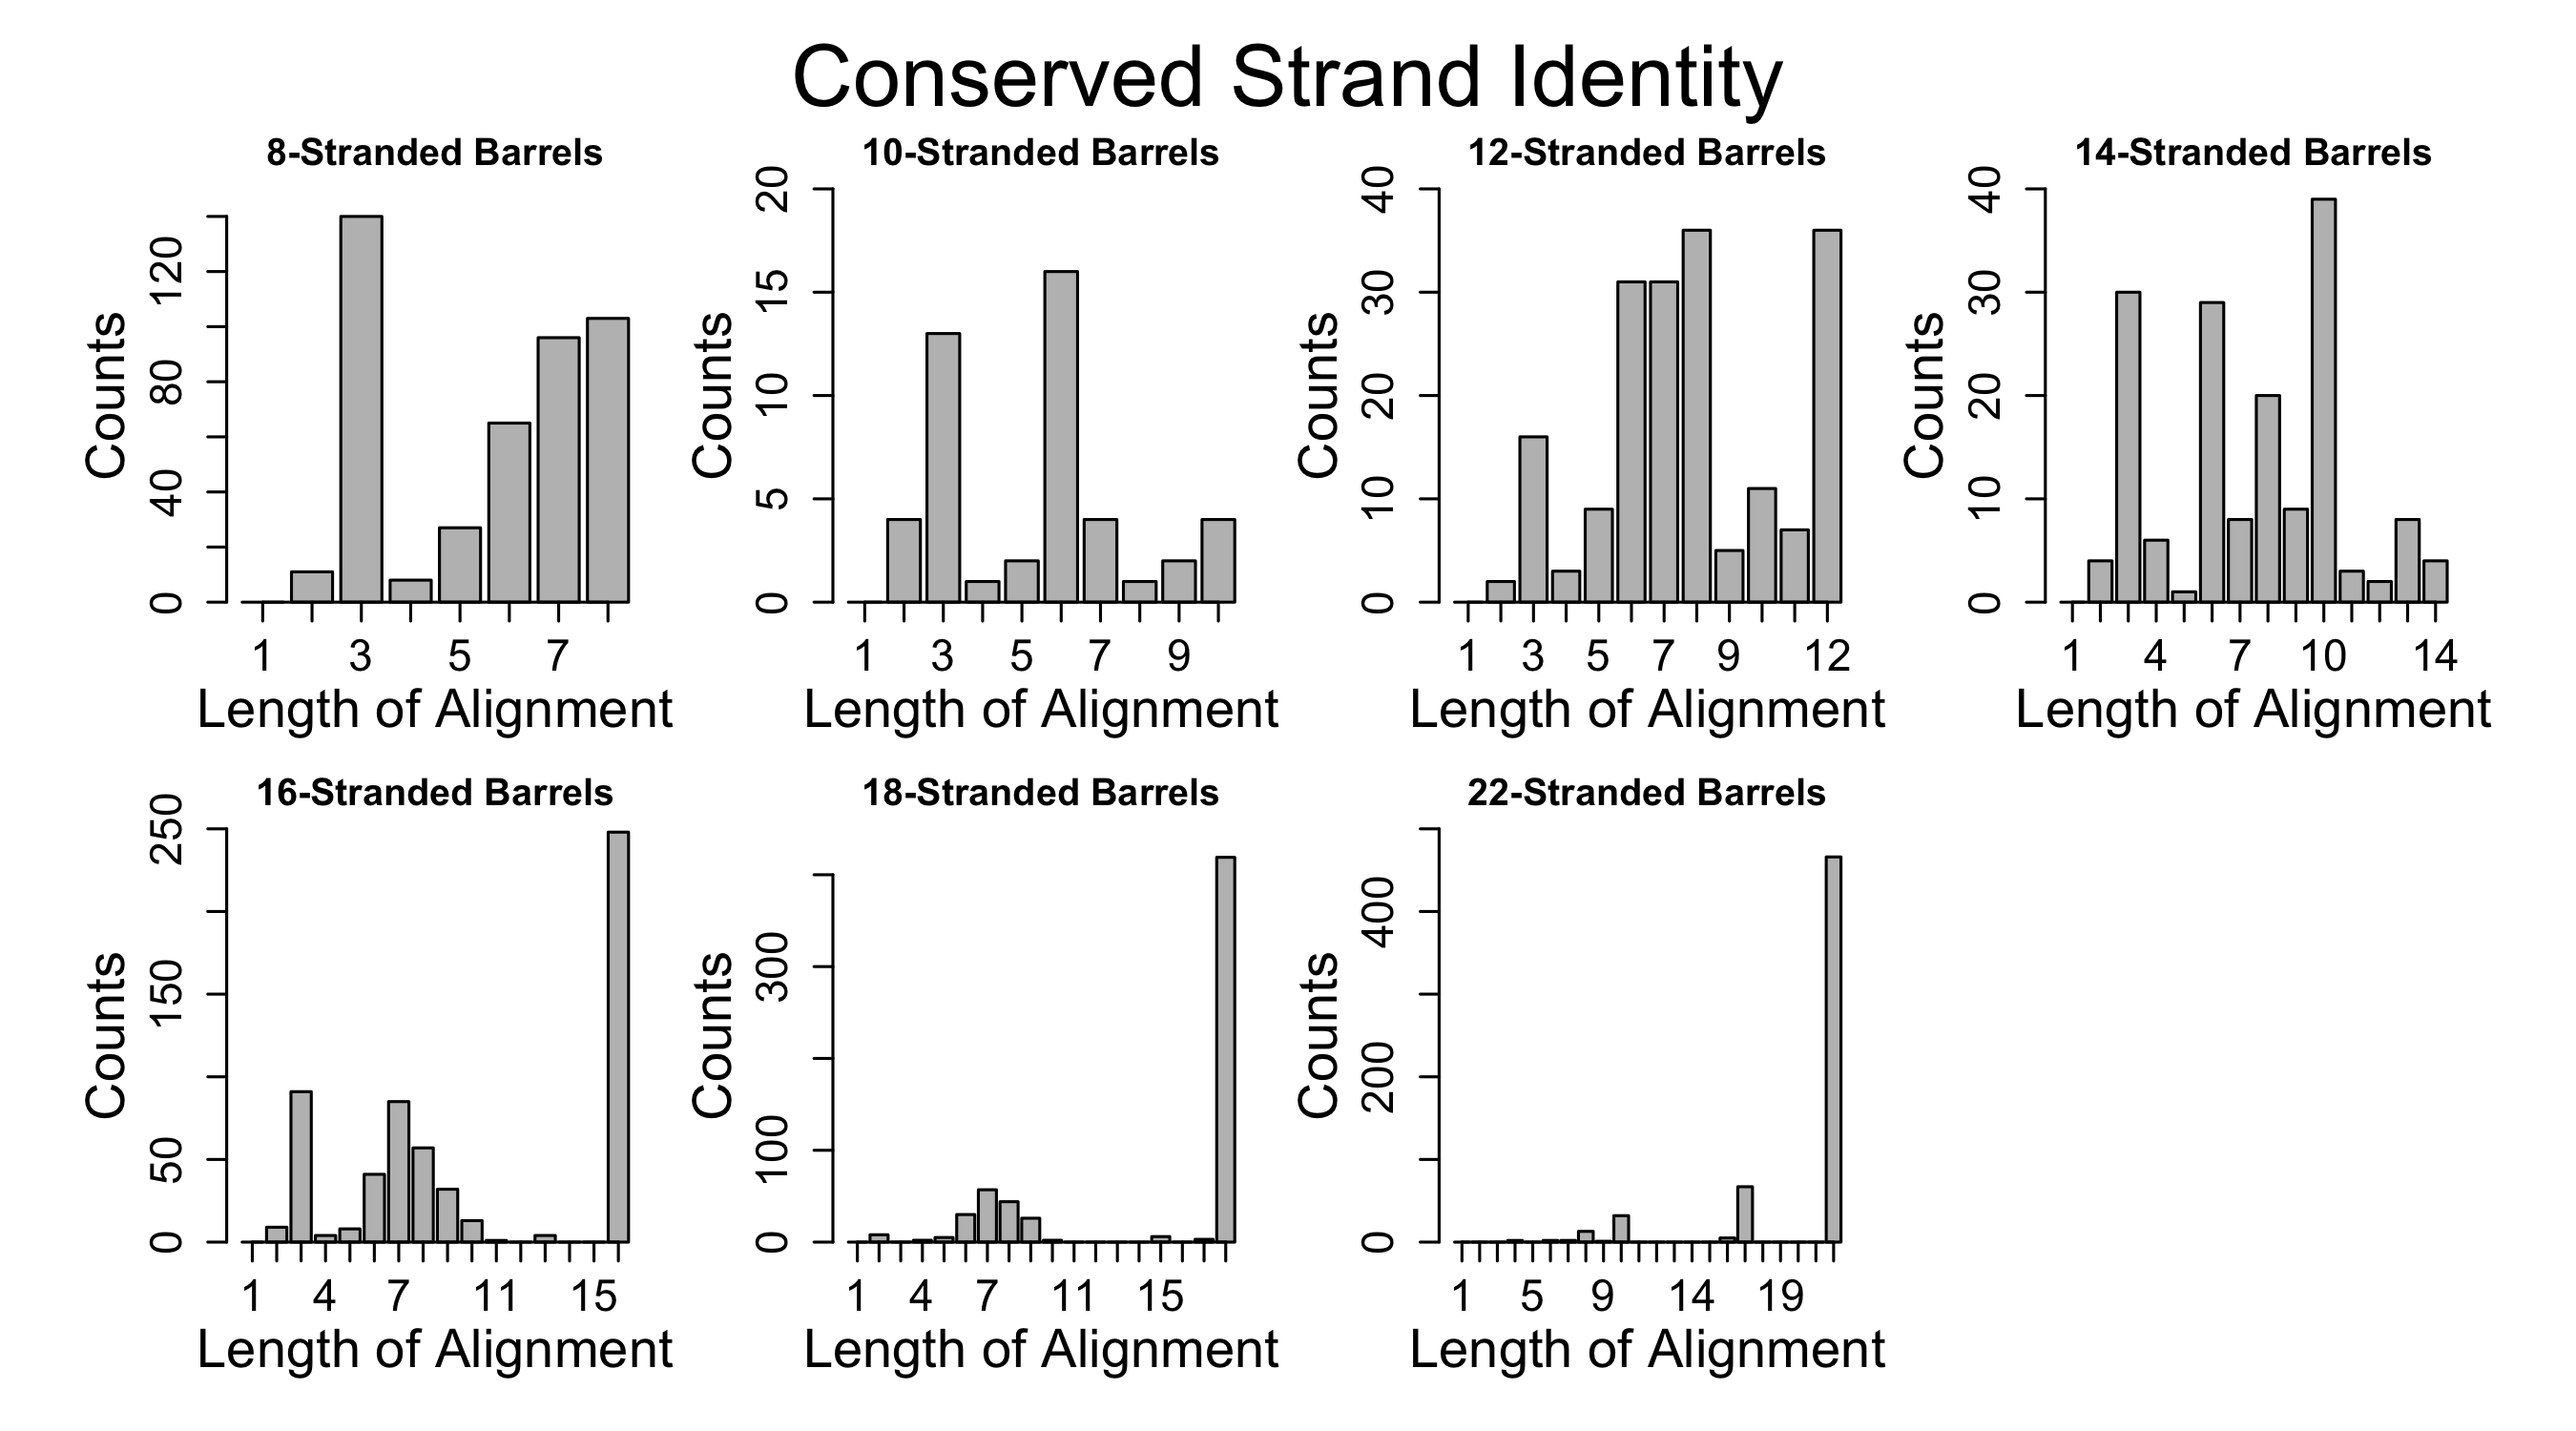 Conserved Strand Identity
8-Stranded Barrels
Counts
0 40 80 120
1 3 5 7
Length of Alignment
10-Stranded Barrels
Counts
0 5 10 15 20
1 3 5 7 9
Length of Alignment
12-Stranded Barrels
Counts
0 10 20 30 40
1 3 5 7 9 12
Length of Alignment
14-Stranded Barrels
Counts
0 10 20 30 40
1 4 7 10 14
Length of Alignment
16-Stranded Barrels
Counts
0 50 150 250
1 4 7 11 15
Length of Alignment
18-Stranded Barrels
Counts
0 100 300
1 4 7 11 15
Length of Alignment
22-Stranded Barrels
Counts
0 200 400
1 5 9 14 19
Length of Alignment